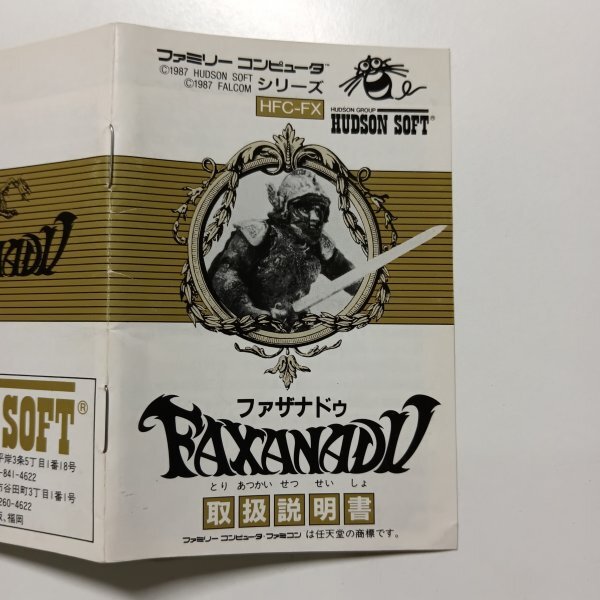 ファミリー コンピュータ™
©1987 HUDSON SOFT
©1987 FALCOM
シリーズ
HFC-FX
HUDSON GROUP
HUDSON SOFT®
ファザナドゥ
FAXANADU
とり あつかい せつ めい しょ
取扱説明書
ファミリー コンピュータ・ファミコン は任天堂の商標です。
NADU
SOFT®
平岸3条5丁目1番18号
-841-4622
市谷田町3丁目1番1号
260-4622
阪、福岡